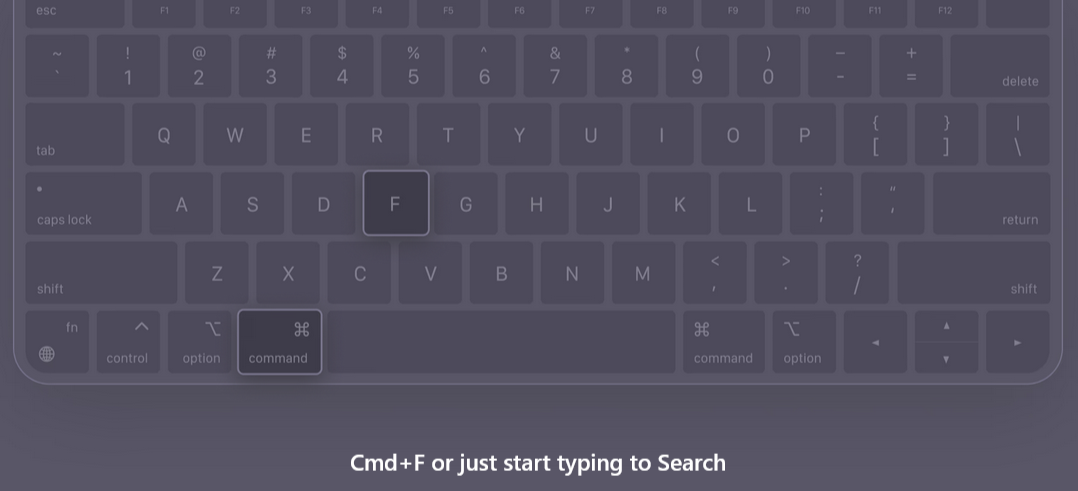 esc F1 F2 F3 F4 F5 F6 F7 F8 F9 F10 F11 F12
~ ! @ # $ % ^ & * ( ) – +
` 1 2 3 4 5 6 7 8 9 0 - = delete
tab Q W E R T Y U I O P { [ } ] | \
caps lock A S D F G H J K L : ; " ' return
shift Z X C V B N M < , > . ? / shift
fn control option ⌘ command ⌘ command option
Cmd+F or just start typing to Search